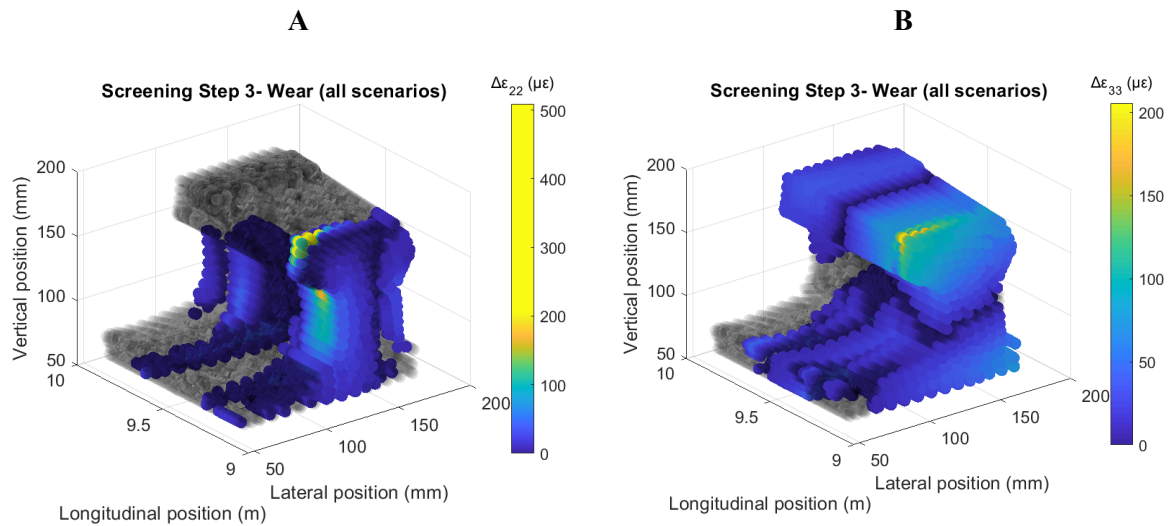 A
B
Screening Step 3- Wear (all scenarios)
Δε22 (με)
500
400
300
200
100
0
200
150
100
50
Vertical position (mm)
10
9.5
9
Longitudinal position (m)
50
100
150
200
Lateral position (mm)
Screening Step 3- Wear (all scenarios)
Δε33 (με)
200
150
100
50
0
200
150
100
50
Vertical position (mm)
10
9.5
9
Longitudinal position (m)
50
100
150
200
Lateral position (mm)